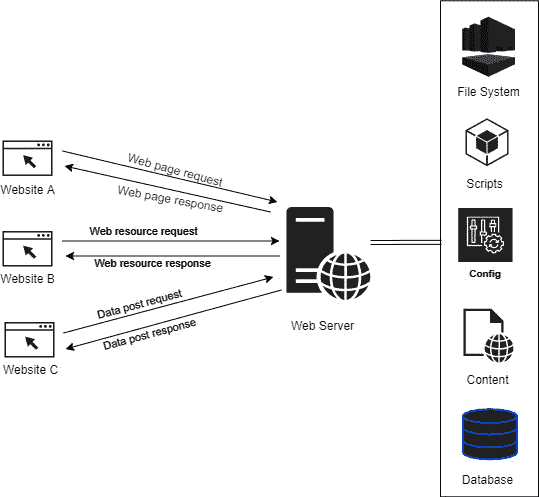 File System
Scripts
Config
Content
Database
Website A
Web page request
Web page response
Website B
Web resource request
Web resource response
Website C
Data post request
Data post response
Web Server